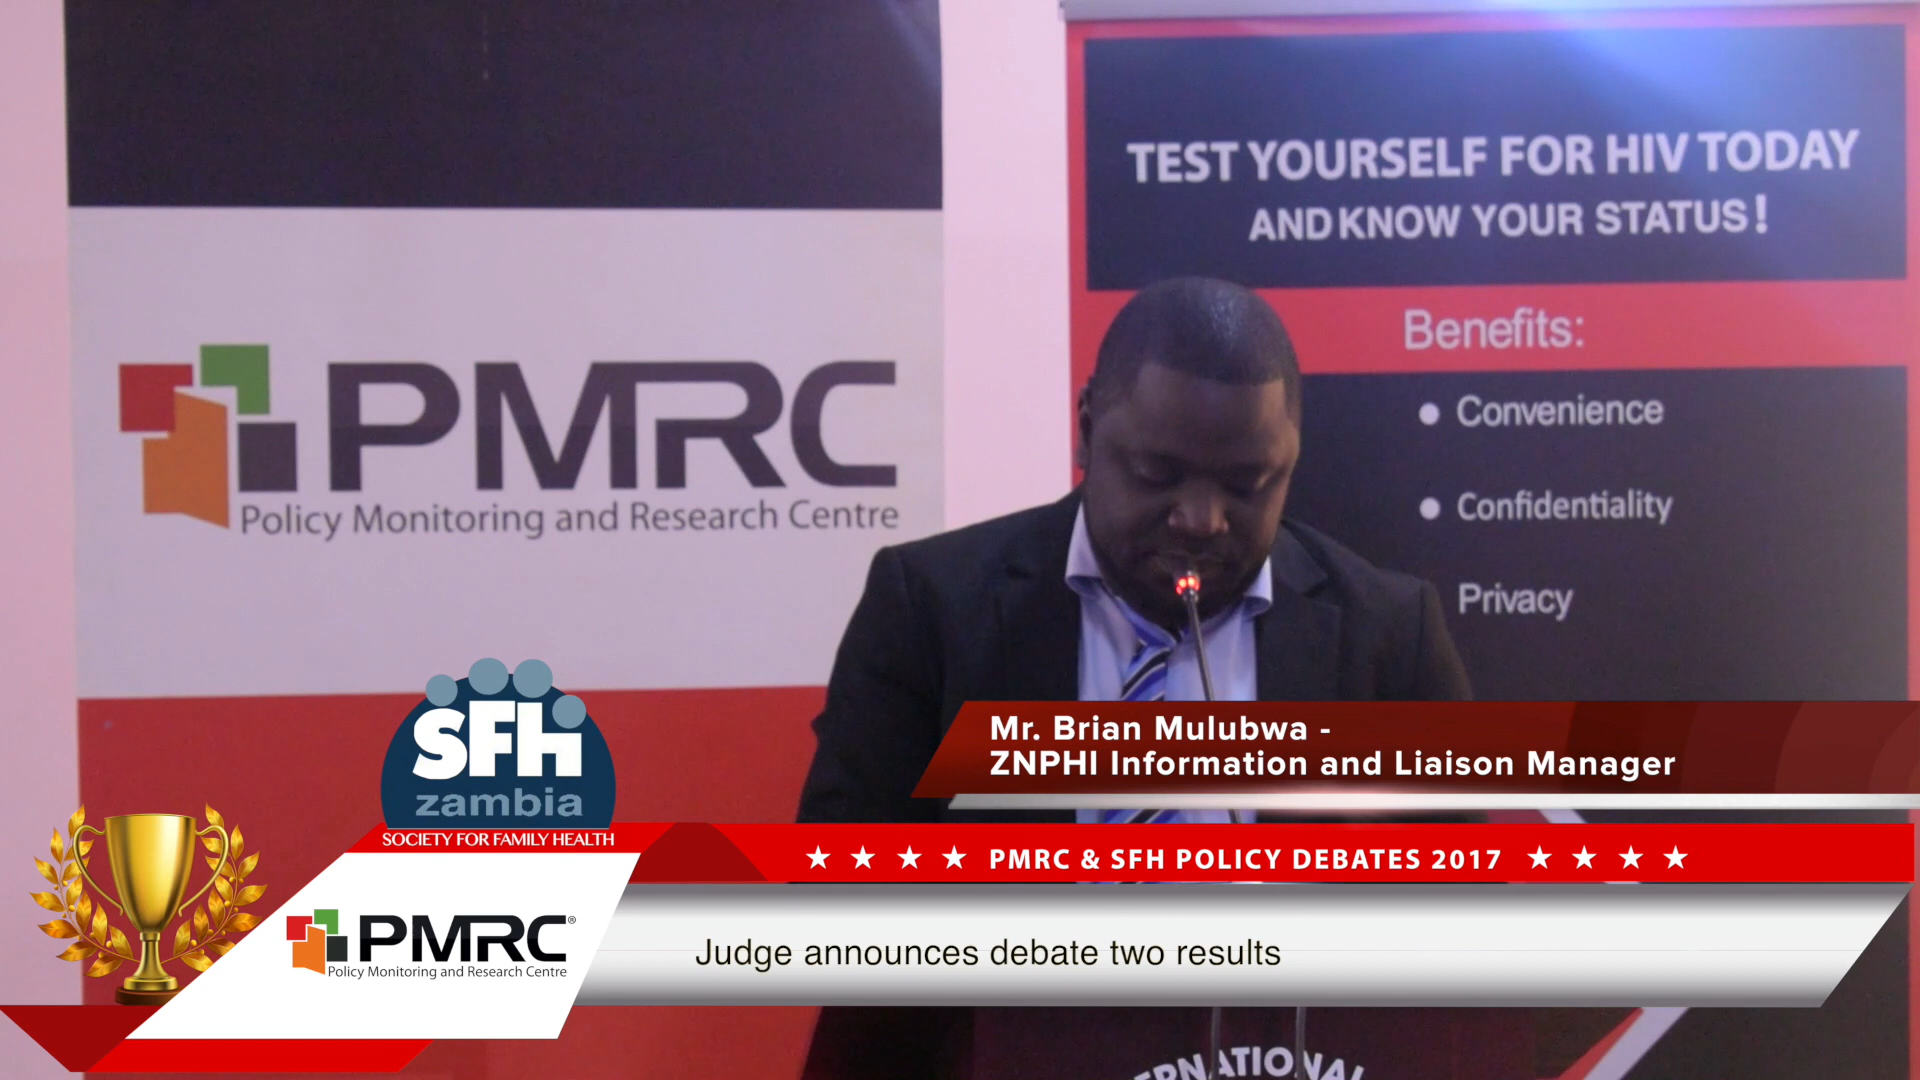 TEST YOURSELF FOR HIV TODAY
AND KNOW YOUR STATUS!
Benefits:
• Convenience
• Confidentiality
Privacy
PMRC
Policy Monitoring and Research Centre
SFH
zambia
SOCIETY FOR FAMILY HEALTH
Mr. Brian Mulubwa -
ZNPHI Information and Liaison Manager
★ ★ ★ ★ PMRC & SFH POLICY DEBATES 2017 ★ ★ ★ ★
PMRC®
Policy Monitoring and Research Centre
Judge announces debate two results